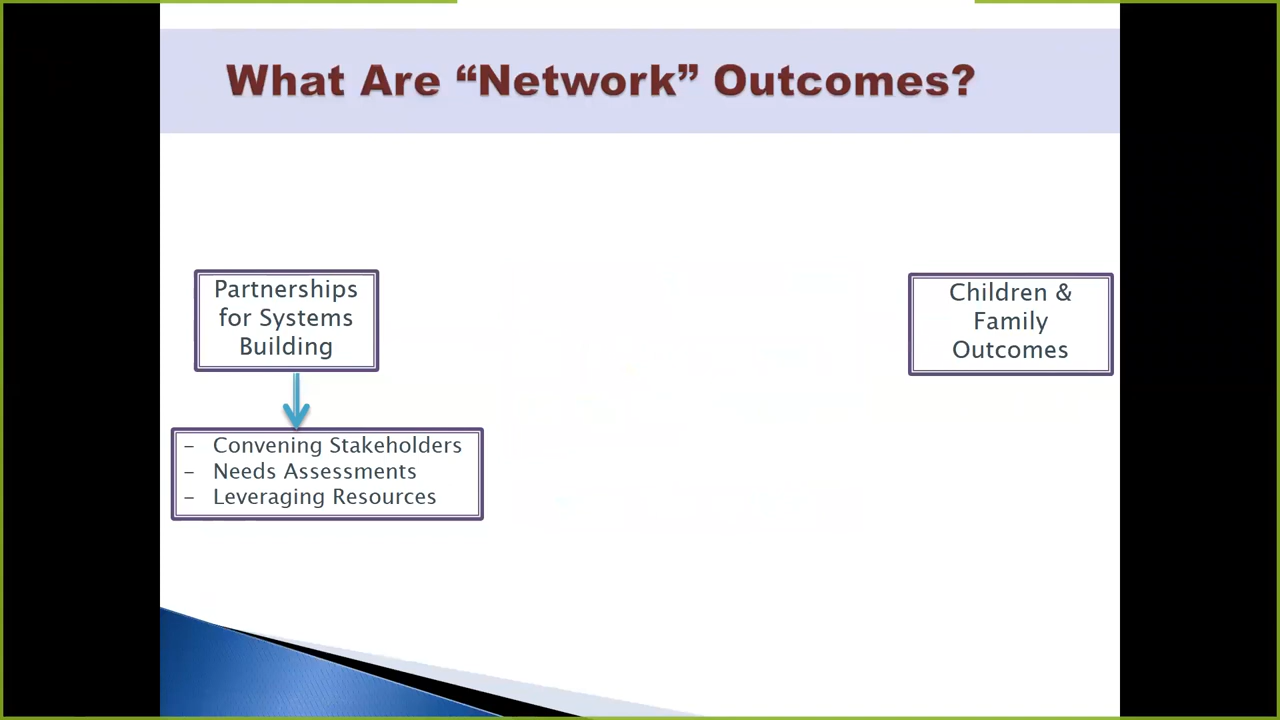 What Are “Network” Outcomes?
Partnerships
for Systems
Building
Children &
Family
Outcomes
– Convening Stakeholders
– Needs Assessments
– Leveraging Resources